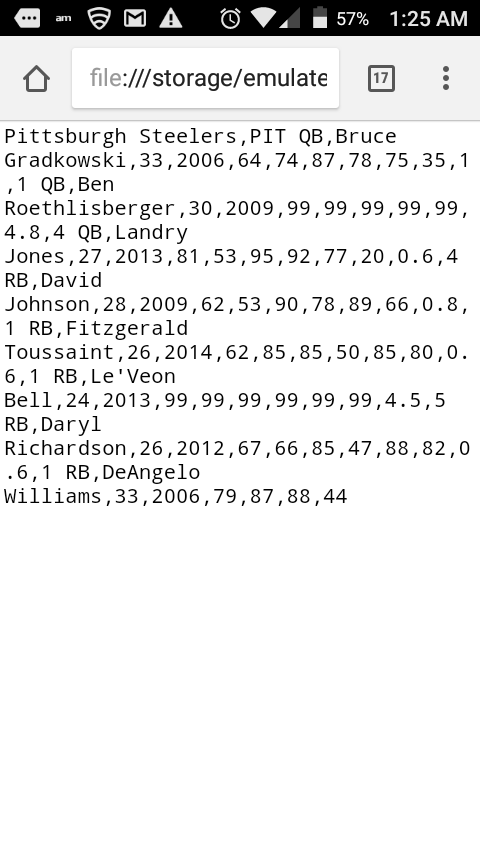 am 57% 1:25 AM
file:///storage/emulate 17
Pittsburgh Steelers,PIT QB,Bruce
Gradkowski,33,2006,64,74,87,78,75,35,1
,1 QB,Ben
Roethlisberger,30,2009,99,99,99,99,99,
4.8,4 QB,Landry
Jones,27,2013,81,53,95,92,77,20,0.6,4
RB,David
Johnson,28,2009,62,53,90,78,89,66,0.8,
1 RB,Fitzgerald
Toussaint,26,2014,62,85,85,50,85,80,0.
6,1 RB,Le'Veon
Bell,24,2013,99,99,99,99,99,99,4.5,5
RB,Daryl
Richardson,26,2012,67,66,85,47,88,82,0
.6,1 RB,DeAngelo
Williams,33,2006,79,87,88,44